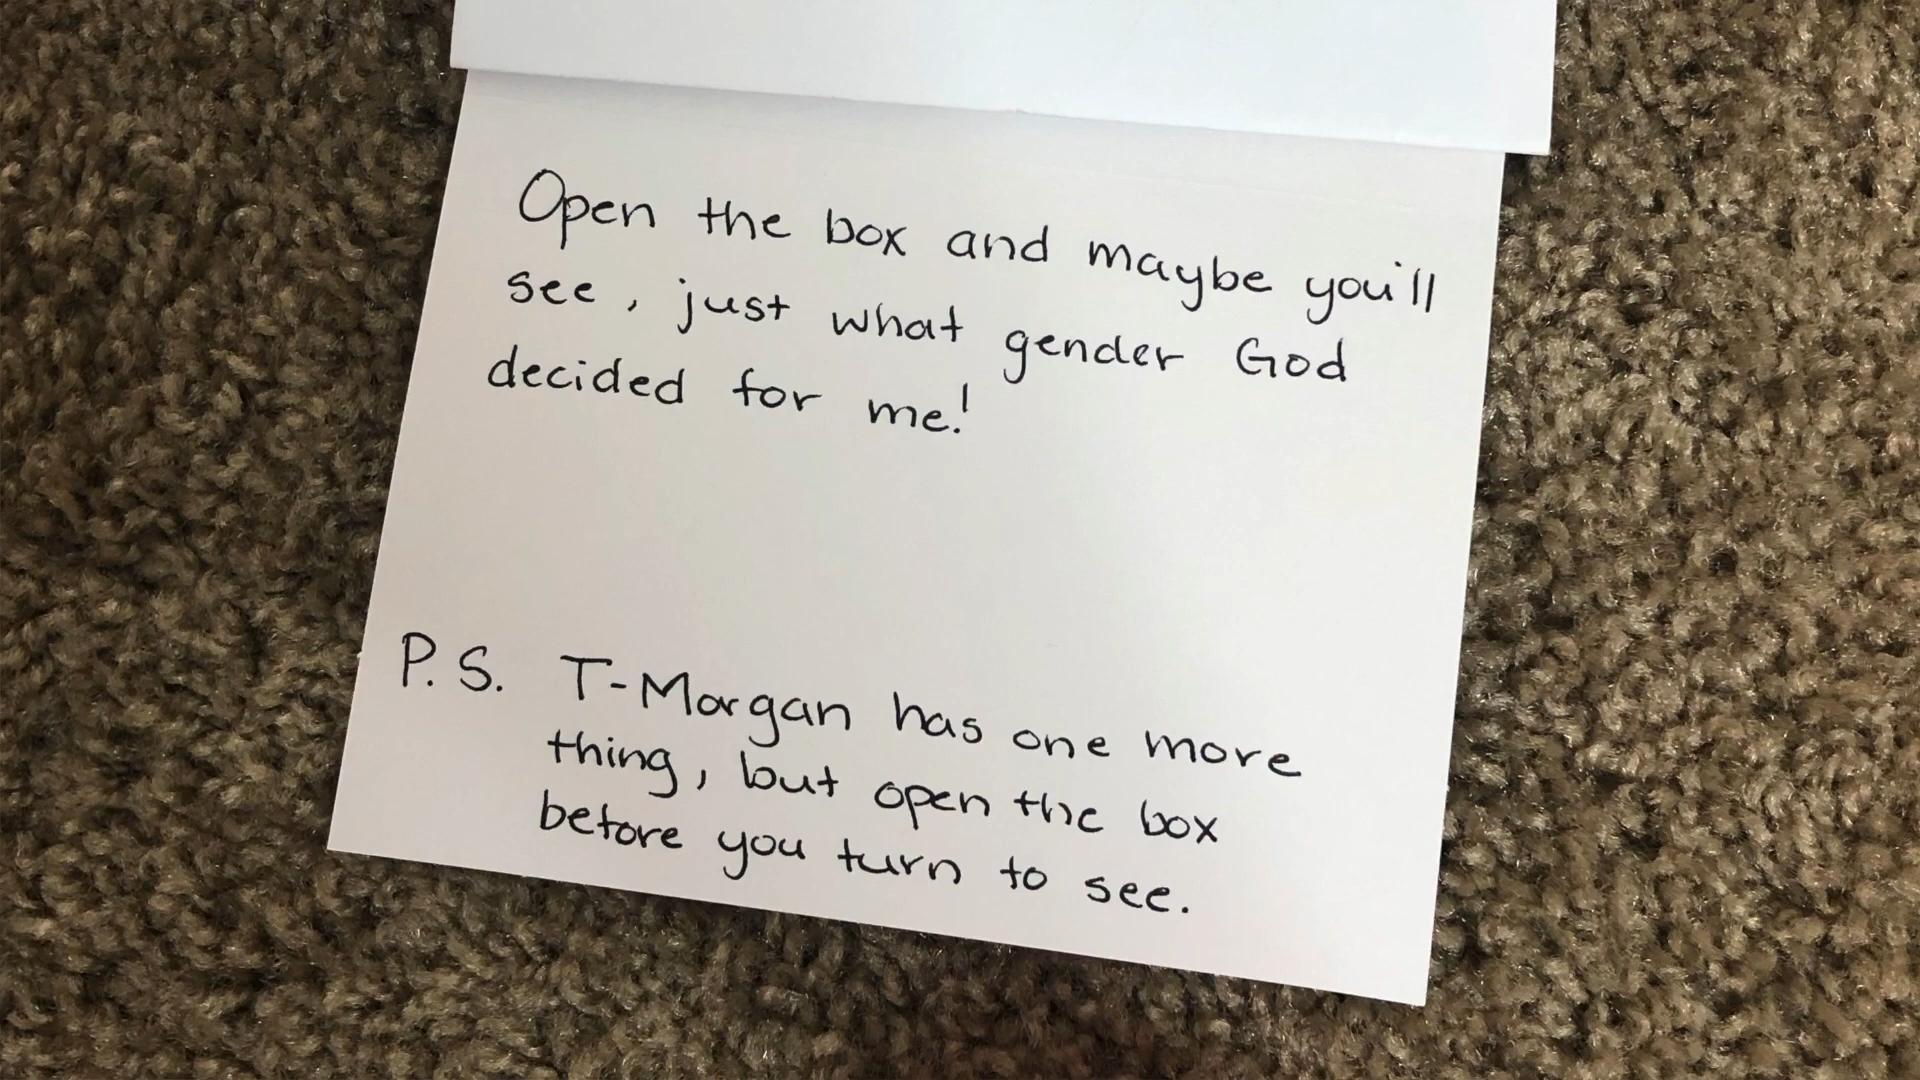 Open the box and maybe you'll
see, just what gender God
decided for me!
P.S. T-Morgan has one more
thing, but open the box
before you turn to see.